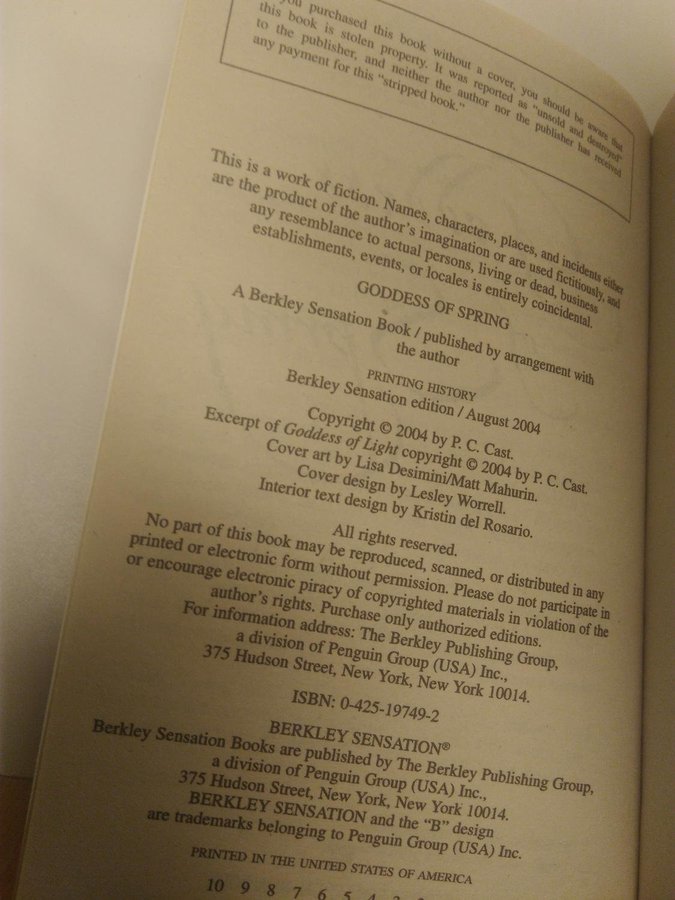 you purchased this book without a cover, you should be aware that
this book is stolen property. It was reported as "unsold and destroyed"
to the publisher, and neither the author nor the publisher has received
any payment for this "stripped book."
This is a work of fiction. Names, characters, places, and incidents either
are the product of the author's imagination or are used fictitiously, and
any resemblance to actual persons, living or dead, business
establishments, events, or locales is entirely coincidental.
GODDESS OF SPRING
A Berkley Sensation Book / published by arrangement with
the author
PRINTING HISTORY
Berkley Sensation edition / August 2004
Copyright © 2004 by P. C. Cast.
Excerpt of Goddess of Light copyright © 2004 by P. C. Cast.
Cover art by Lisa Desimini/Matt Mahurin.
Cover design by Lesley Worrell.
Interior text design by Kristin del Rosario.
All rights reserved.
No part of this book may be reproduced, scanned, or distributed in any
printed or electronic form without permission. Please do not participate in
or encourage electronic piracy of copyrighted materials in violation of the
author's rights. Purchase only authorized editions.
For information address: The Berkley Publishing Group,
a division of Penguin Group (USA) Inc.,
375 Hudson Street, New York, New York 10014.
ISBN: 0-425-19749-2
BERKLEY SENSATION®
Berkley Sensation Books are published by The Berkley Publishing Group,
a division of Penguin Group (USA) Inc.,
375 Hudson Street, New York, New York 10014.
BERKLEY SENSATION and the "B" design
are trademarks belonging to Penguin Group (USA) Inc.
PRINTED IN THE UNITED STATES OF AMERICA
10 9 8 7 6 5 4